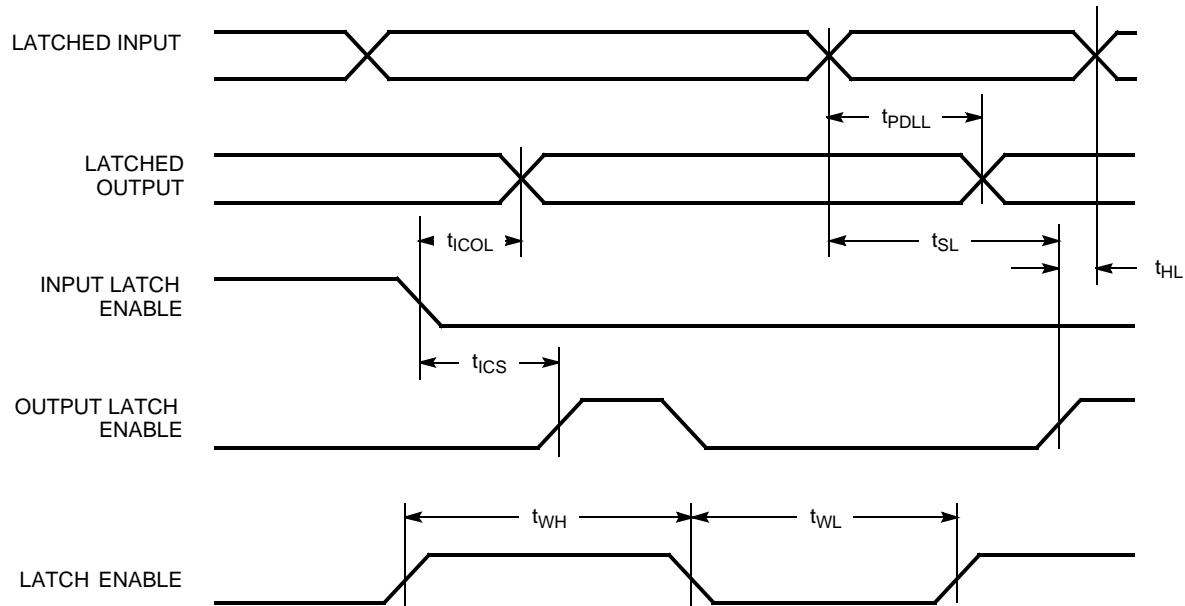 LATCHED INPUT
tPDLL
LATCHED
OUTPUT
tICOL
tSL
tHL
INPUT LATCH
ENABLE
tICS
OUTPUT LATCH
ENABLE
tWH
tWL
LATCH ENABLE